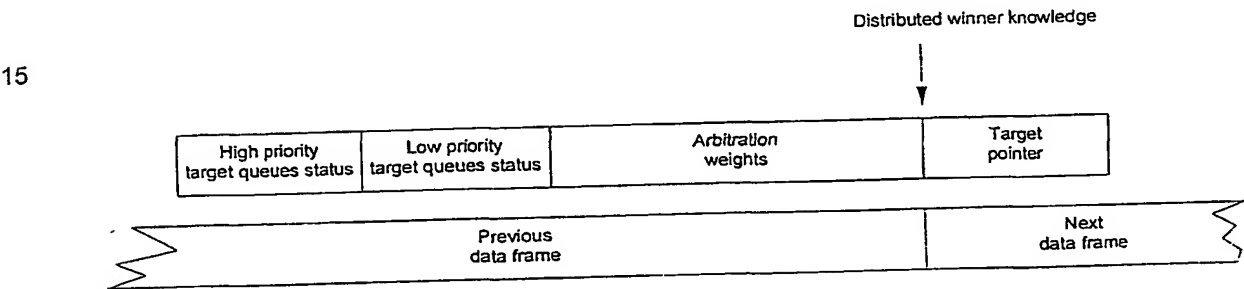 Distributed winner knowledge
15
High priority
target queues status
Low priority
target queues status
Arbitration
weights
Target
pointer
Previous
data frame
Next
data frame